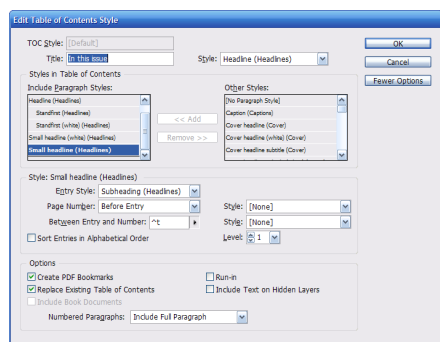 Edit Table of Contents Style
TOC Style: [Default]
OK
Title: In this issue
Style: Headline (Headlines)
Cancel
Styles in Table of Contents
Fewer Options
Include Paragraph Styles:
Other Styles:
Headline (Headlines)
[No Paragraph Style]
Standfirst (Headlines)
Caption (Captions)
<< Add
Standfirst (white) (Headlines)
Cover headline (Cover)
Small headline (white) (Headlines)
Remove >>
Cover headline (white) (Cover)
Small headline (Headlines)
Cover headline subtitle (Cover)
Style: Small headline (Headlines)
Entry Style: Subheading (Headlines)
Page Number: Before Entry
Style: [None]
Between Entry and Number: ^t
Style: [None]
Sort Entries in Alphabetical Order
Level: 1
Options
Create PDF Bookmarks
Run-in
Replace Existing Table of Contents
Include Text on Hidden Layers
Include Book Documents
Numbered Paragraphs: Include Full Paragraph